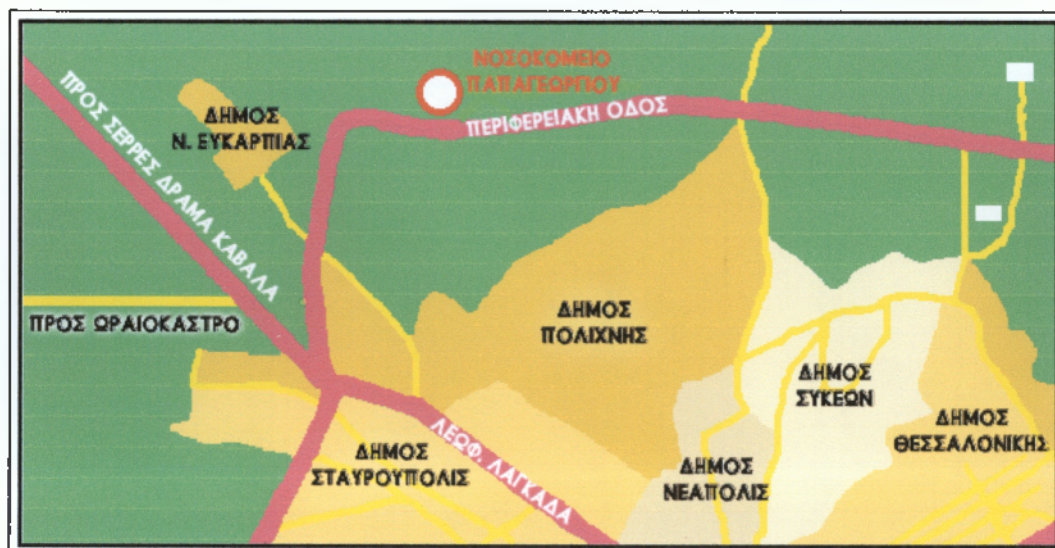 ΝΟΣΟΚΟΜΕΙΟ
ΠΑΠΑΓΕΩΡΓΙΟΥ
ΠΕΡΙΦΕΡΕΙΑΚΗ ΟΔΟΣ
ΔΗΜΟΣ
Ν. ΕΥΚΑΡΠΙΑΣ
ΠΡΟΣ ΣΕΡΡΕΣ ΔΡΑΜΑ ΚΑΒΑΛΑ
ΠΡΟΣ ΩΡΑΙΟΚΑΣΤΡΟ
ΔΗΜΟΣ
ΠΟΛΙΧΝΗΣ
ΔΗΜΟΣ
ΣΥΚΕΩΝ
ΔΗΜΟΣ
ΘΕΣΣΑΛΟΝΙΚΗΣ
ΔΗΜΟΣ
ΣΤΑΥΡΟΥΠΟΛΙΣ
ΛΕΩΦ. ΛΑΓΚΑΔΑ
ΔΗΜΟΣ
ΝΕΑΠΟΛΙΣ